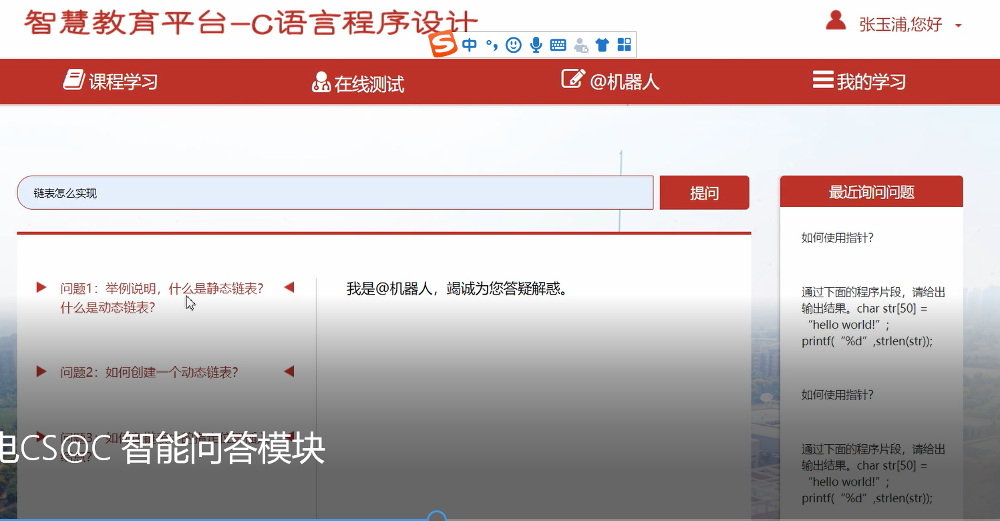 智慧教育平台-C语言程序设计
张玉浦,您好
中
课程学习
在线测试
@机器人
我的学习
链表怎么实现
提问
最近询问问题
问题1：举例说明，什么是静态链表？
什么是动态链表？
我是@机器人，竭诚为您答疑解惑。
问题2：如何创建一个动态链表？
问题3：如何
电CS@C 智能问答模块
如何使用指针?
通过下面的程序片段，请给出
输出结果。char str[50] =
“hello world!” ;
printf( “%d” ,strlen(str));
如何使用指针?
通过下面的程序片段，请给出
输出结果。char str[50] =
“hello world!” ;
printf( “%d” ,strlen(str));